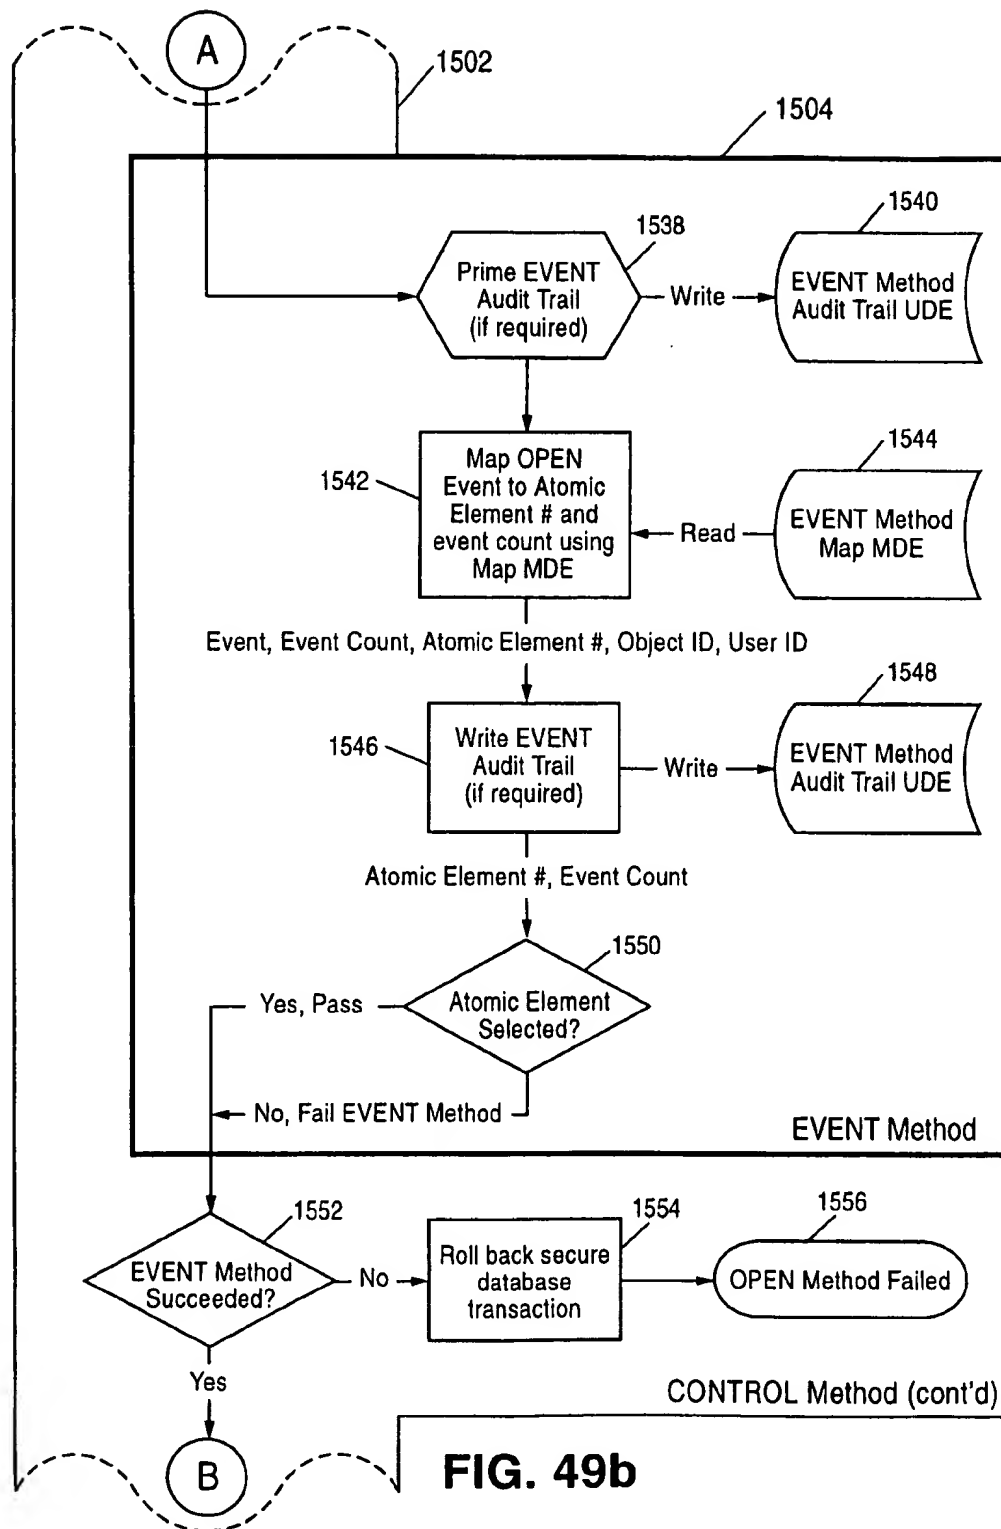 A
1502
1504
1540
1538
Prime EVENT
Audit Trail
(if required)
Write
EVENT Method
Audit Trail UDE
1544
1542
Map OPEN
Event to Atomic
Element # and
event count using
Map MDE
Read
EVENT Method
Map MDE
Event, Event Count, Atomic Element #, Object ID, User ID
1548
1546
Write EVENT
Audit Trail
(if required)
Write
EVENT Method
Audit Trail UDE
Atomic Element #, Event Count
1550
Yes, Pass
Atomic Element
Selected?
No, Fail EVENT Method
EVENT Method
1552
1554
1556
EVENT Method
Succeeded?
No
Roll back secure
database
transaction
OPEN Method Failed
Yes
CONTROL Method (cont'd)
B
FIG. 49b